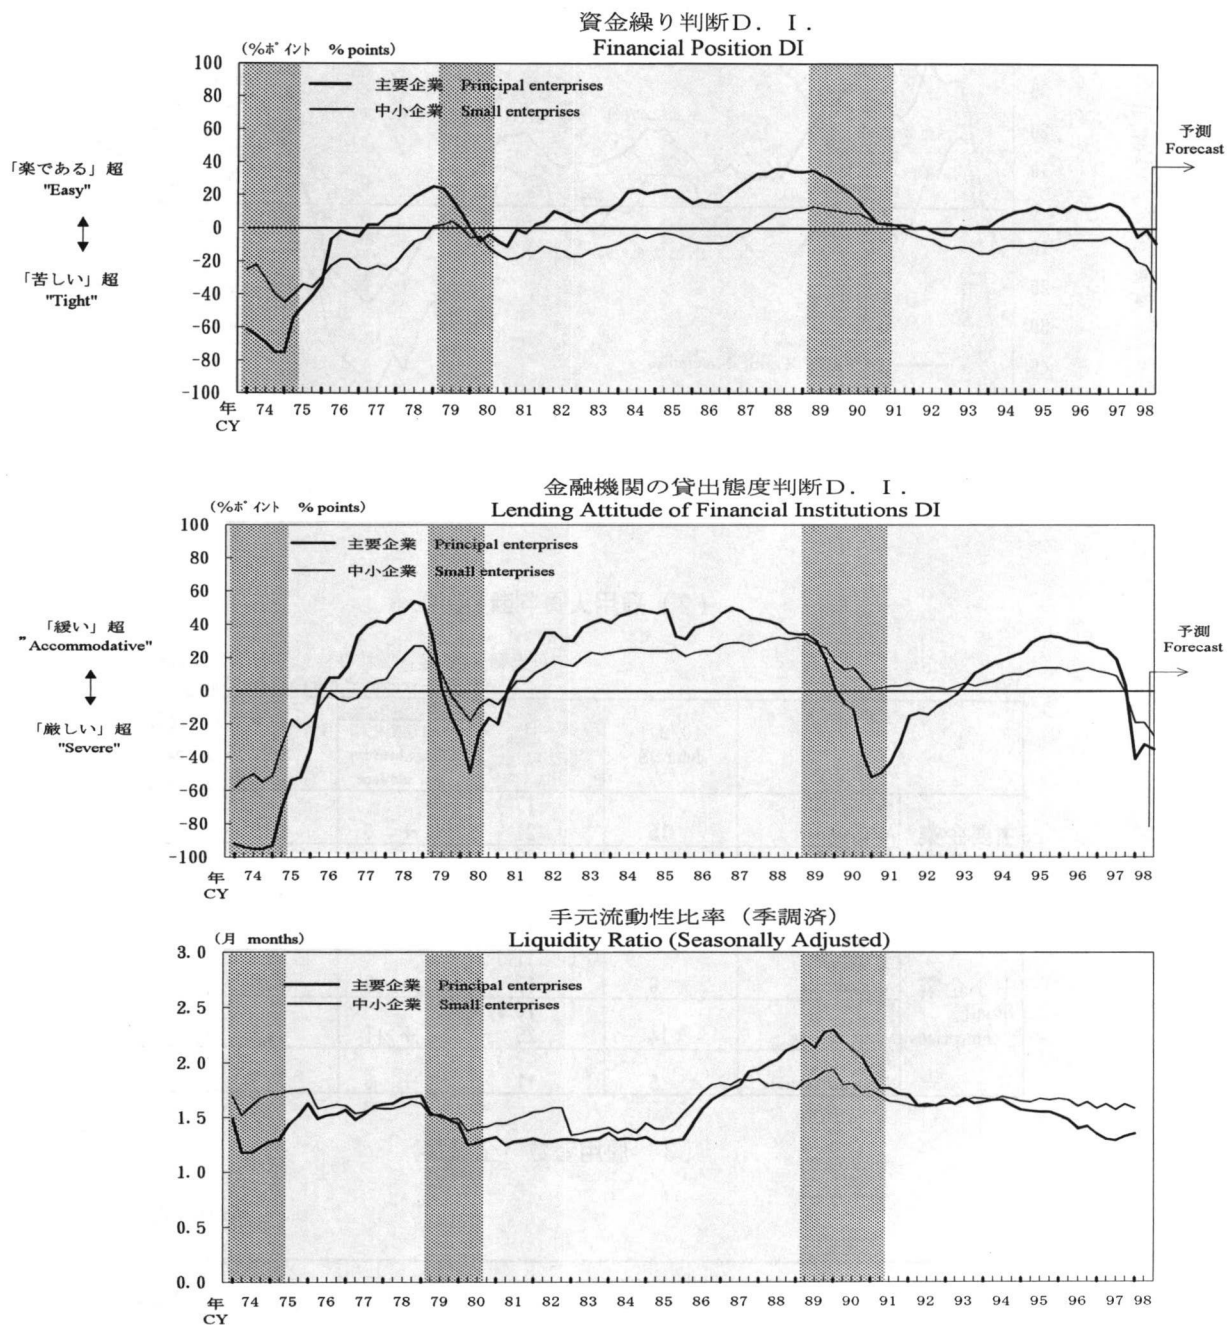 資金繰り判断D. I.
Financial Position DI
(%ﾎﾟｲﾝﾄ % points)
100
80
60
40
20
0
-20
-40
-60
-80
-100
主要企業 Principal enterprises
中小企業 Small enterprises
予測
Forecast
「楽である」超
"Easy"
「苦しい」超
"Tight"
年
CY
74 75 76 77 78 79 80 81 82 83 84 85 86 87 88 89 90 91 92 93 94 95 96 97 98
金融機関の貸出態度判断D. I.
Lending Attitude of Financial Institutions DI
(%ﾎﾟｲﾝﾄ % points)
100
80
60
40
20
0
-20
-40
-60
-80
-100
主要企業 Principal enterprises
中小企業 Small enterprises
予測
Forecast
「緩い」超
"Accommodative"
「厳しい」超
"Severe"
年
CY
74 75 76 77 78 79 80 81 82 83 84 85 86 87 88 89 90 91 92 93 94 95 96 97 98
手元流動性比率(季調済)
Liquidity Ratio (Seasonally Adjusted)
(月 months)
3.0
2.5
2.0
1.5
1.0
0.5
0.0
主要企業 Principal enterprises
中小企業 Small enterprises
年
CY
74 75 76 77 78 79 80 81 82 83 84 85 86 87 88 89 90 91 92 93 94 95 96 97 98